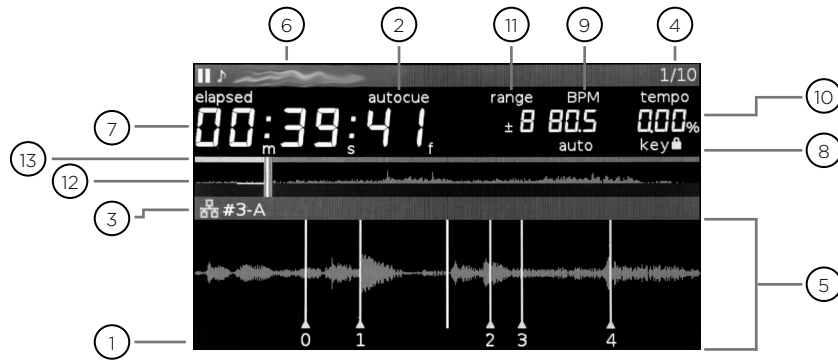 6 2 11 9 4
1/10
elapsed autocue range BPM tempo
10
7 00:39:41 ± 8 80.5 0.00%
m s f auto key
8
13
12
3 #3-A
5
0 1 2 3 4
1